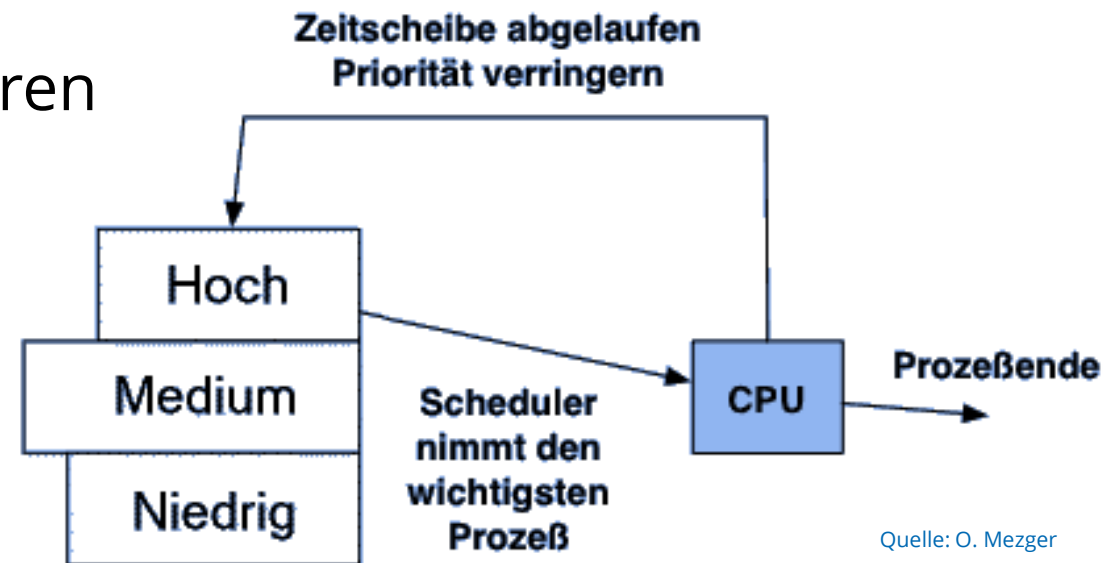 Zeitscheibe abgelaufen
Priorität verringern
ren
Hoch
Medium
Niedrig
Scheduler
nimmt den
wichtigsten
Prozeß
CPU
Prozeßende
Quelle: O. Mezger